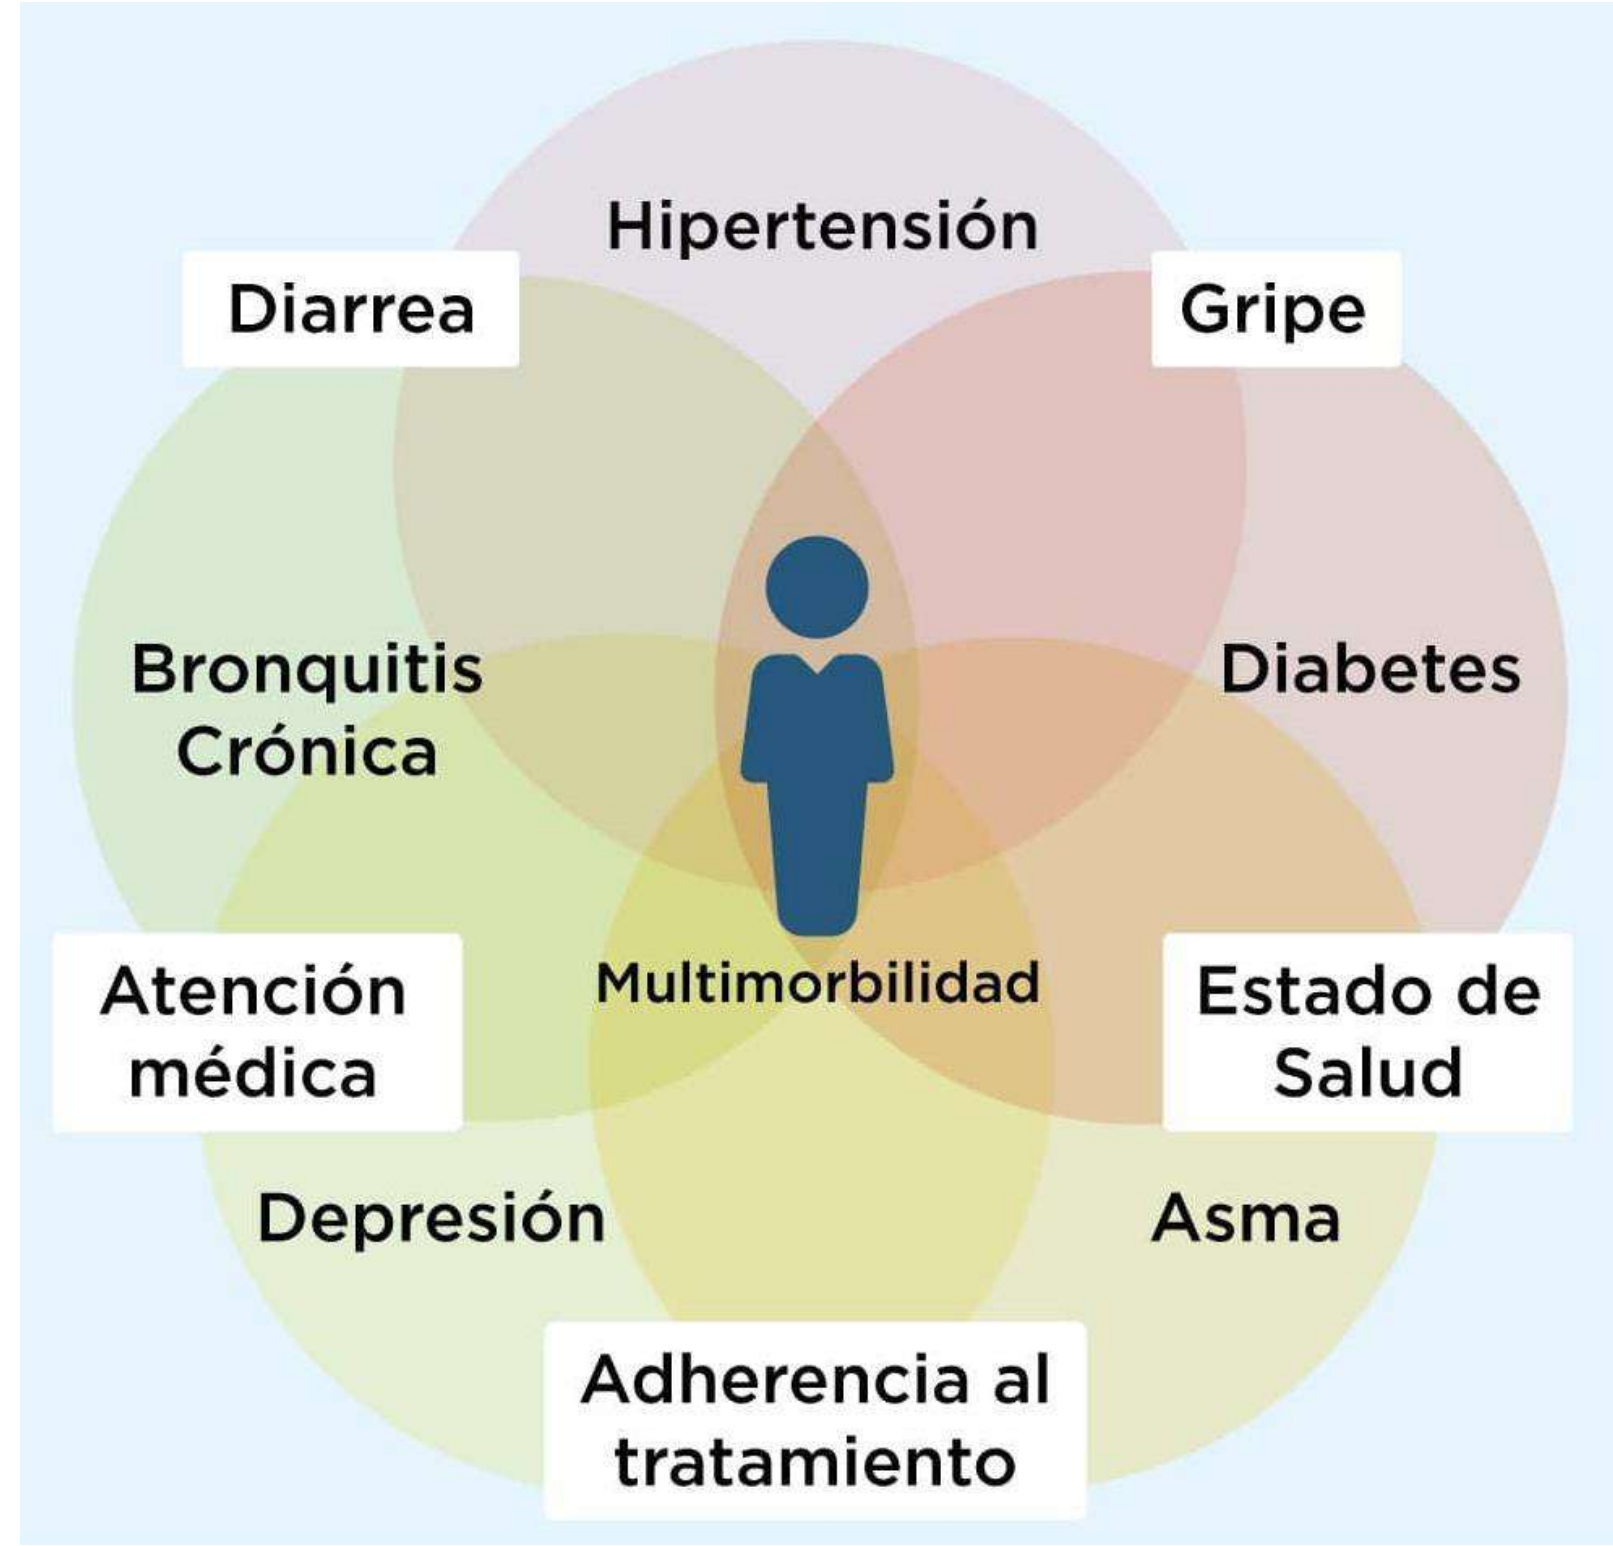 Hipertensión
Diarrea
Gripe
Bronquitis
Crónica
Diabetes
Atención
médica
Multimorbilidad
Estado de
Salud
Depresión
Asma
Adherencia al
tratamiento